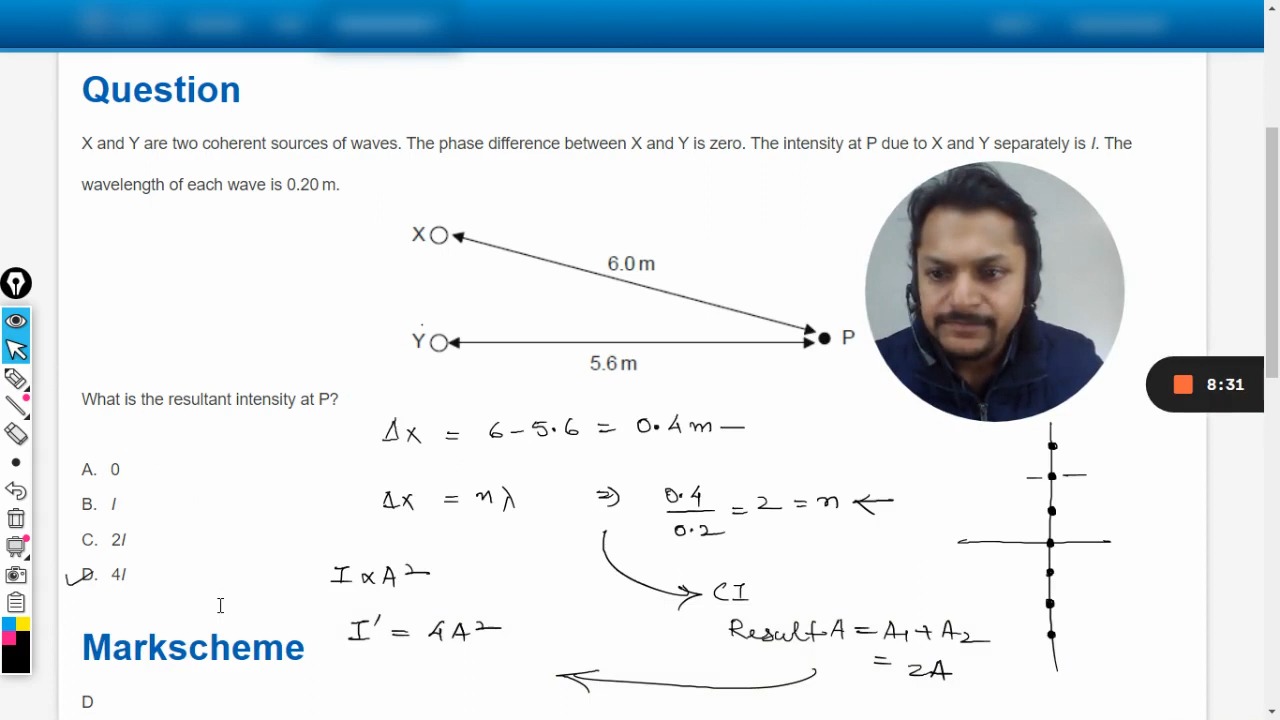 Question
X and Y are two coherent sources of waves. The phase difference between X and Y is zero. The intensity at P due to X and Y separately is I. The
wavelength of each wave is 0.20 m.
X
6.0 m
Y
P
5.6 m
8:31
What is the resultant intensity at P?
Δx = 6 - 5.6 = 0.4 m —
A. 0
B. I
C. 2I
D. 4I
Δx = nλ ⇒ 0.4/0.2 = 2 = n ←
CI
I ∝ A²
I' = 4A²
Result A = A₁ + A₂
= 2A
Markscheme
D